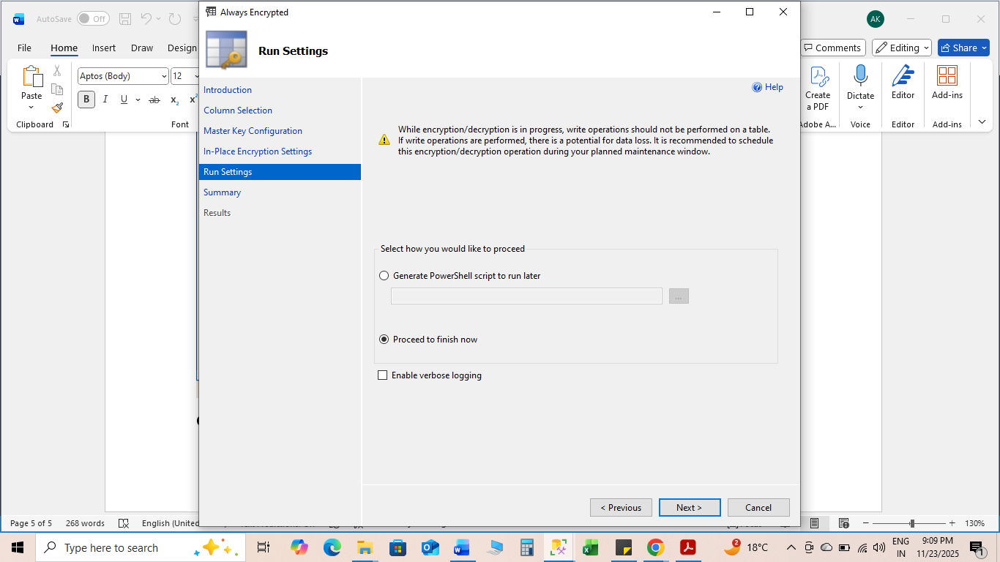 AutoSave Off
Always Encrypted
AK
File Home Insert Draw Design
Comments Editing Share
Run Settings
Paste
Aptos (Body) 12
B I U ab x2 x2
Clipboard Font
Create
a PDF
Dictate
Editor
Add-ins
Adobe A...
Voice
Editor
Add-ins
Introduction
Column Selection
Master Key Configuration
In-Place Encryption Settings
Run Settings
Summary
Results
Help
While encryption/decryption is in progress, write operations should not be performed on a table.
If write operations are performed, there is a potential for data loss. It is recommended to schedule
this encryption/decryption operation during your planned maintenance window.
Select how you would like to proceed
Generate PowerShell script to run later
...
Proceed to finish now
Enable verbose logging
< Previous Next > Cancel
Page 5 of 5 268 words English (United 130%
Type here to search
2 18°C ENG
IN
9:09 PM
11/23/2025
1